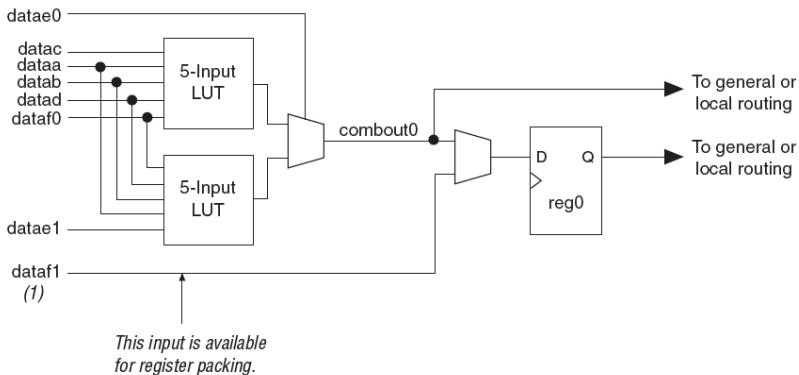 datae0
datac
dataa
datab
datad
dataf0
5-Input
LUT
combout0
To general or
local routing
To general or
local routing
D Q
reg0
5-Input
LUT
datae1
dataf1
(1)
This input is available
for register packing.